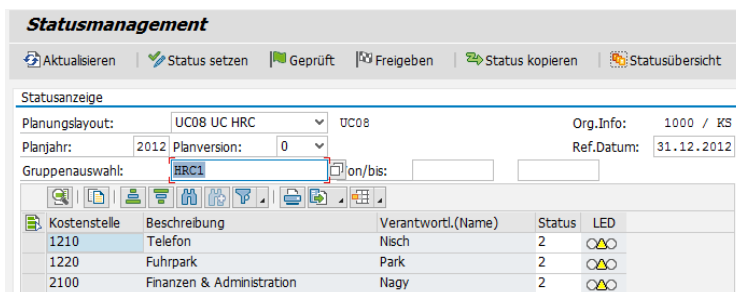 Statusmanagement
Aktualisieren Status setzen Geprüft Freigeben Status kopieren Statusübersicht
Statusanzeige
Planungslayout: UC08 UC HRC UC08 Org.Info: 1000 / KS
Planjahr: 2012 Planversion: 0 Ref.Datum: 31.12.2012
Gruppenauswahl: HRC1 on/bis:
Kostenstelle Beschreibung Verantwortl.(Name) Status LED
1210 Telefon Nisch 2
1220 Fuhrpark Park 2
2100 Finanzen & Administration Nagy 2